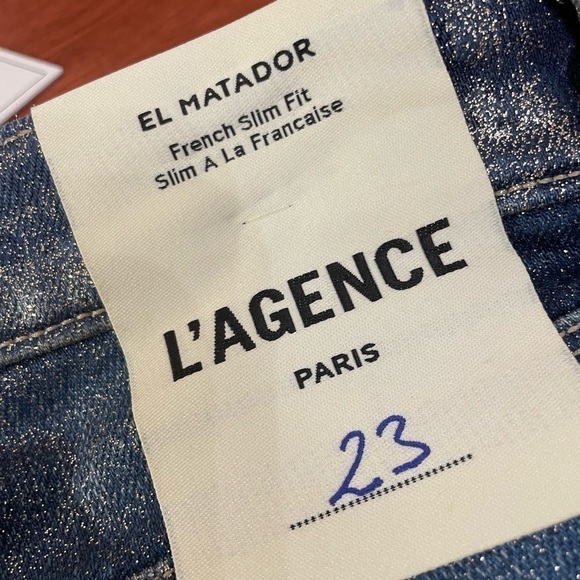 EL MATADOR
French Slim Fit
Slim A La Francaise
L'AGENCE
PARIS
23